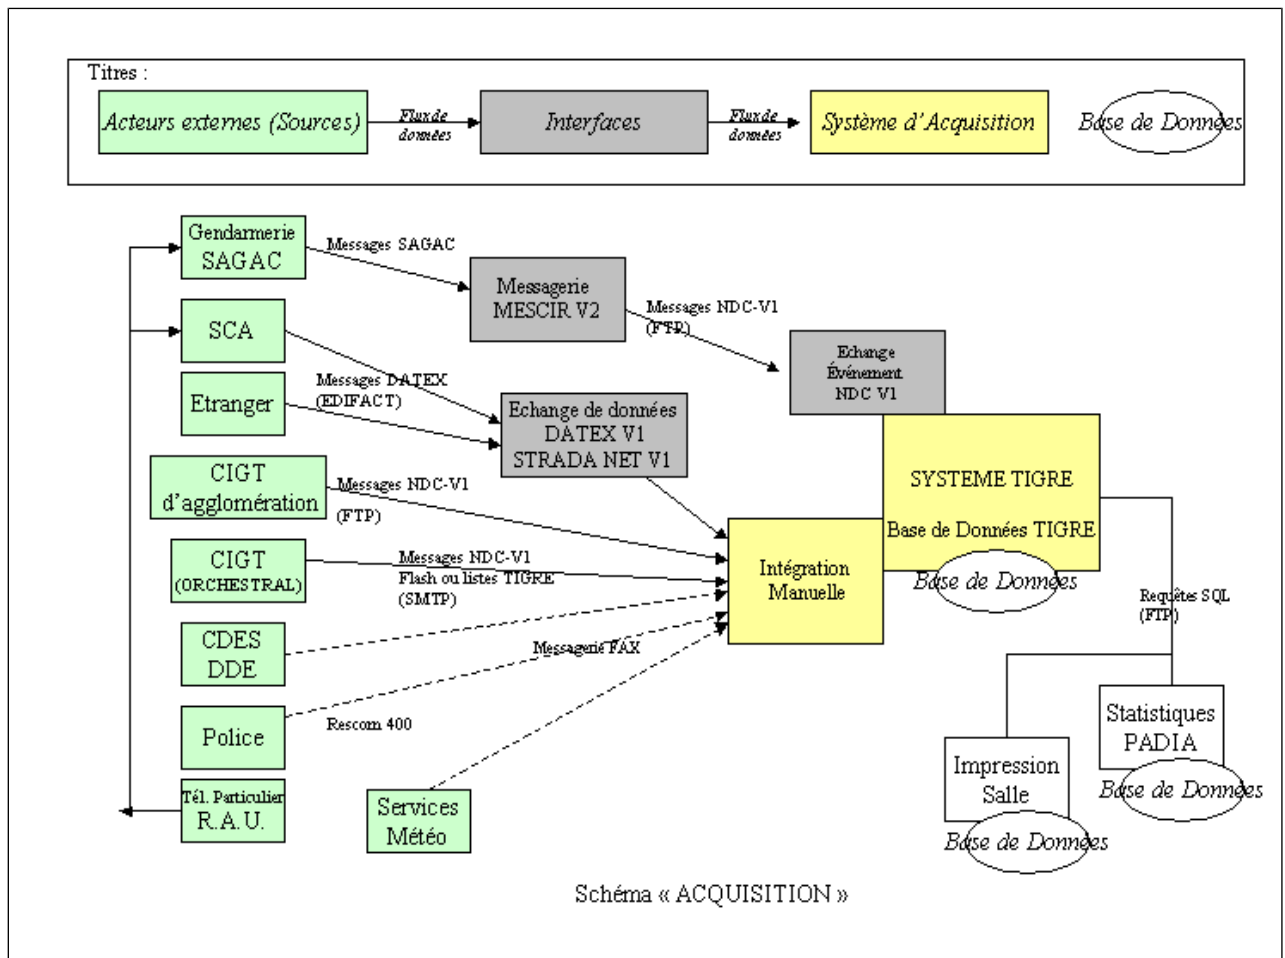 Titres :
Acteurs externes (Sources)
Flux de
données
Interfaces
Flux de
données
Système d'Acquisition
Base de Données
Gendarmerie
SAGAC
Messages SAGAC
Messagerie
MESCIR V2
Messages NDC-V1
(FTP)
Echange
Événement
NDC V1
SCA
Etranger
Messages DATEX
(EDIFACT)
Echange de données
DATEX V1
STRADA NET V1
CIGT
d'agglomération
Messages NDC-V1
(FTP)
SYSTEME TIGRE
Base de Données TIGRE
Base de Données
CIGT
(ORCHESTRAL)
Messages NDC-V1
Flash ou listes TIGRE
(SMTP)
Intégration
Manuelle
Requêtes SQL
(FTP)
CDES
DDE
Messagerie FAX
Police
Rescom 400
Statistiques
PADIA
Base de Données
Impression
Salle
Base de Données
Tél. Particulier
R.A.U.
Services
Météo
Schéma « ACQUISITION »